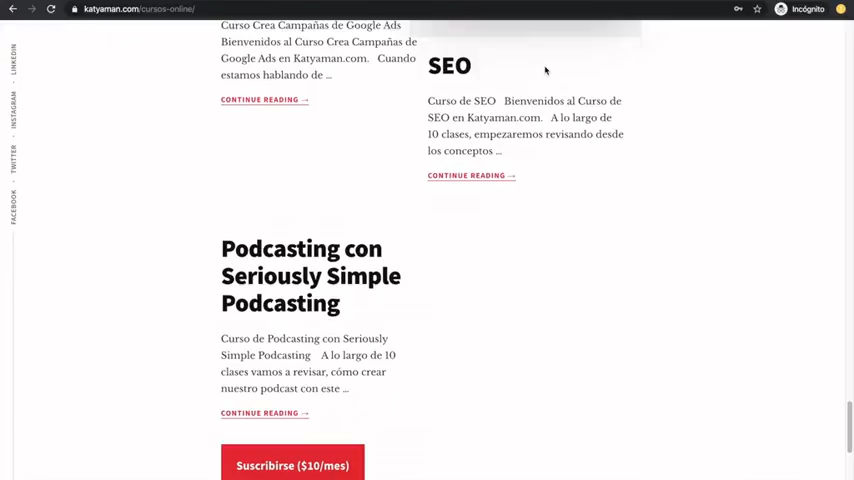 katyaman.com/cursos-online/
Incógnito
LINKEDIN
INSTAGRAM
TWITTER
FACEBOOK
Curso Crea Campañas de Google Ads
Bienvenidos al Curso Crea Campañas de
Google Ads en Katyaman.com. Cuando
estamos hablando de ...
CONTINUE READING →
SEO
Curso de SEO Bienvenidos al Curso de
SEO en Katyaman.com. A lo largo de
10 clases, empezaremos revisando desde
los conceptos ...
CONTINUE READING →
Podcasting con
Seriously Simple
Podcasting
Curso de Podcasting con Seriously
Simple Podcasting A lo largo de 10
clases vamos a revisar, cómo crear
nuestro podcast con este ...
CONTINUE READING →
Suscribirse ($10/mes)